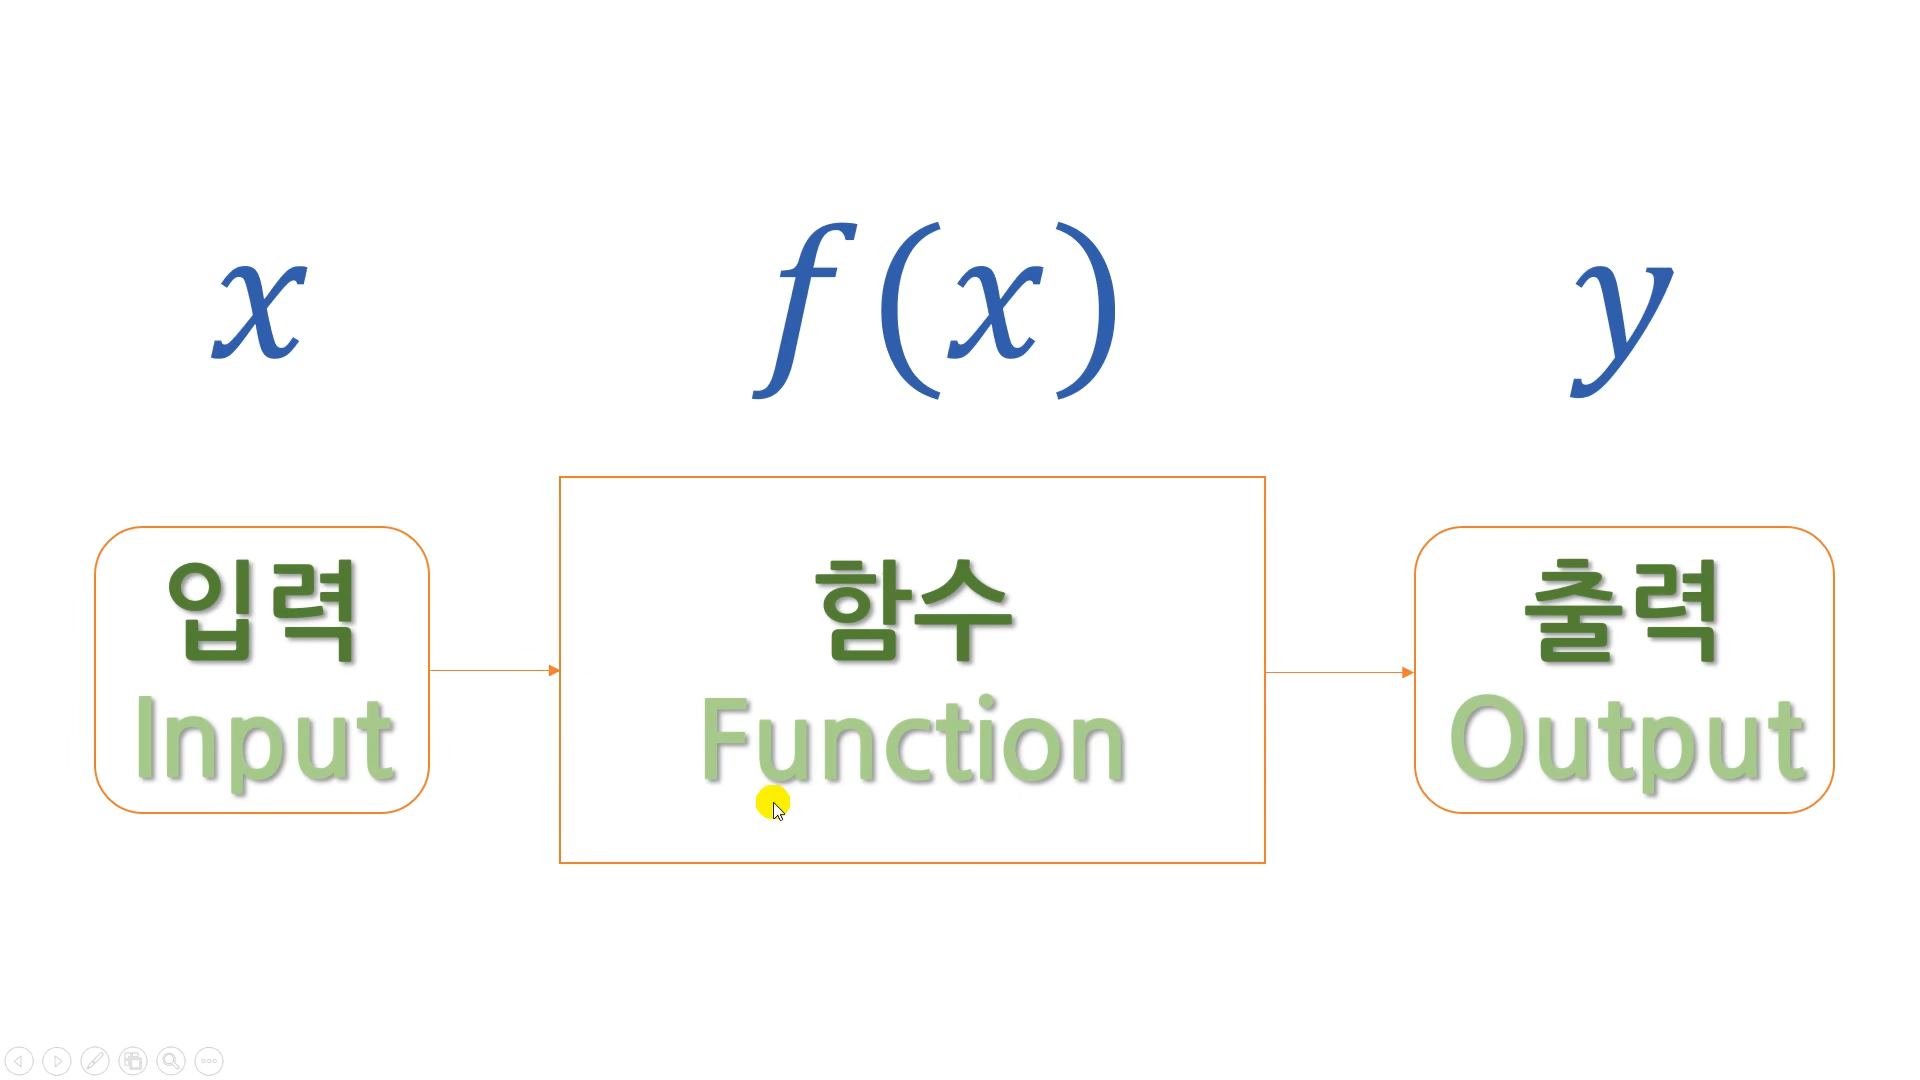 x
f(x)
y
입력
Input
함수
Function
출력
Output